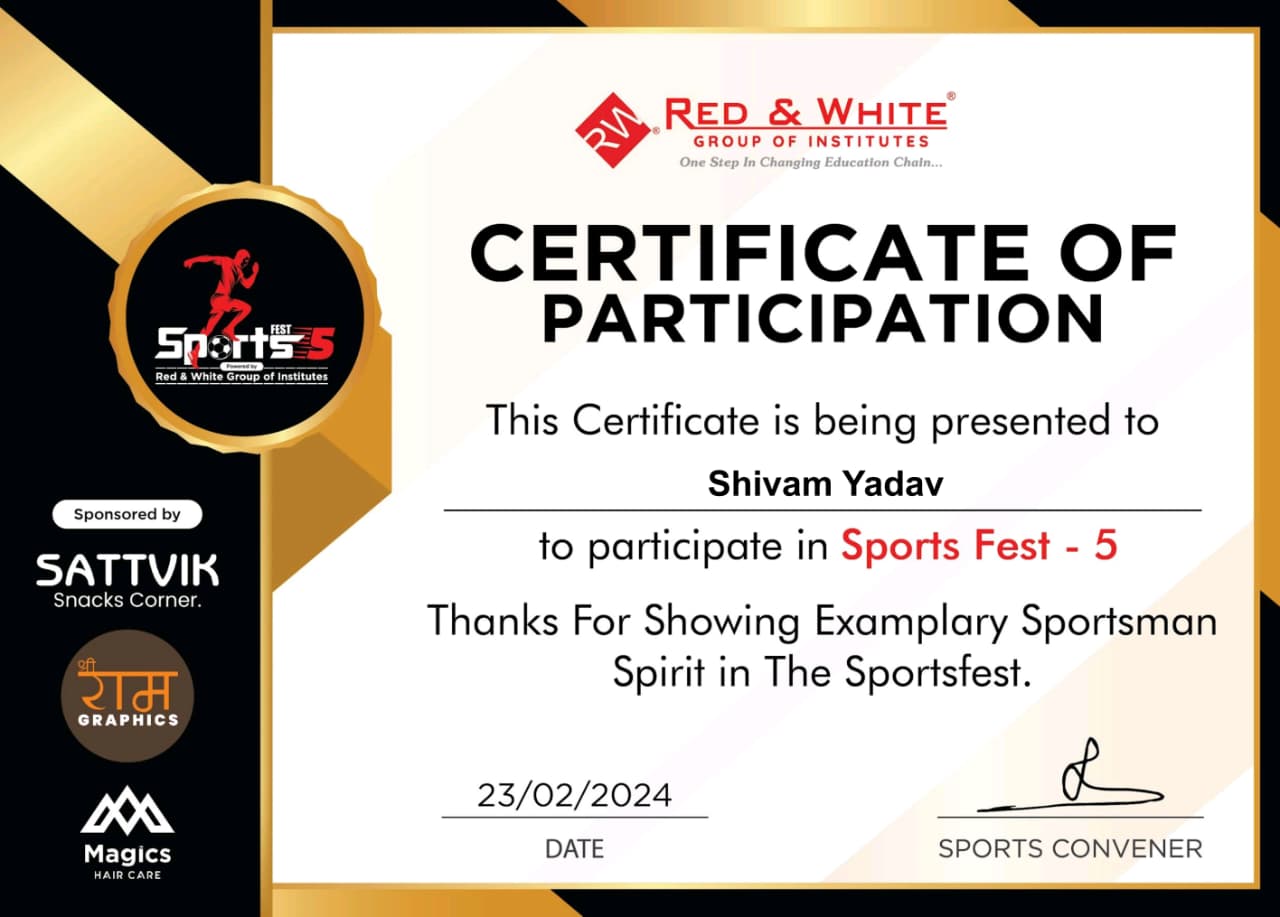 RW®
RED & WHITE®
GROUP OF INSTITUTES
One Step In Changing Education Chain...
CERTIFICATE OF
PARTICIPATION
This Certificate is being presented to
Shivam Yadav
to participate in Sports Fest - 5
Thanks For Showing Examplary Sportsman
Spirit in The Sportsfest.
23/02/2024
DATE
SPORTS CONVENER
Sports FEST 5
Powered by
Red & White Group of Institutes
Sponsored by
SATTVIK
Snacks Corner.
श्री
राम
GRAPHICS
Magics
HAIR CARE